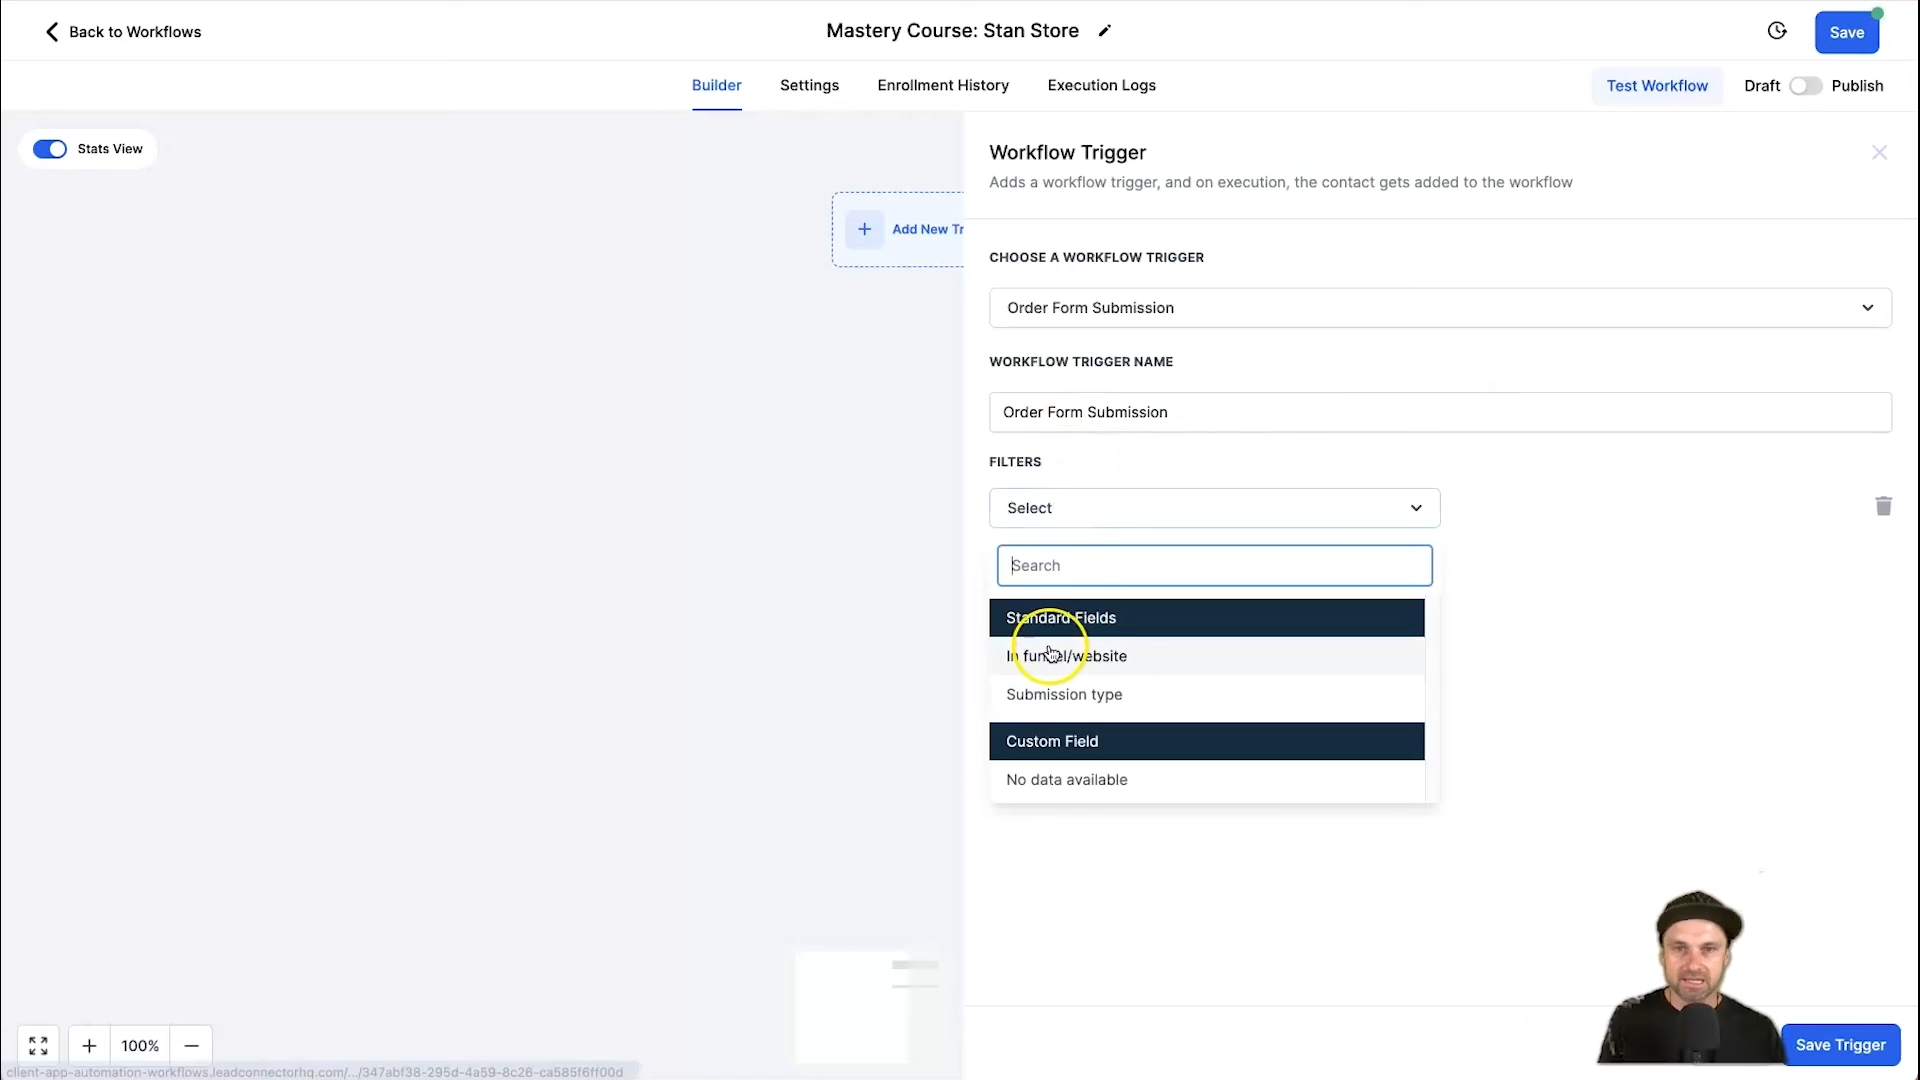 Back to Workflows
Mastery Course: Stan Store
Save
Builder
Settings
Enrollment History
Execution Logs
Test Workflow
Draft
Publish
Stats View
Add New Tr
Workflow Trigger
Adds a workflow trigger, and on execution, the contact gets added to the workflow
CHOOSE A WORKFLOW TRIGGER
Order Form Submission
WORKFLOW TRIGGER NAME
Order Form Submission
FILTERS
Select
Search
Standard Fields
In funnel/website
Submission type
Custom Field
No data available
100%
Save Trigger
client-app-automation-workflows.leadconnectorhq.com/.../347abf38-295d-4a59-8c26-ca585f6ff00d